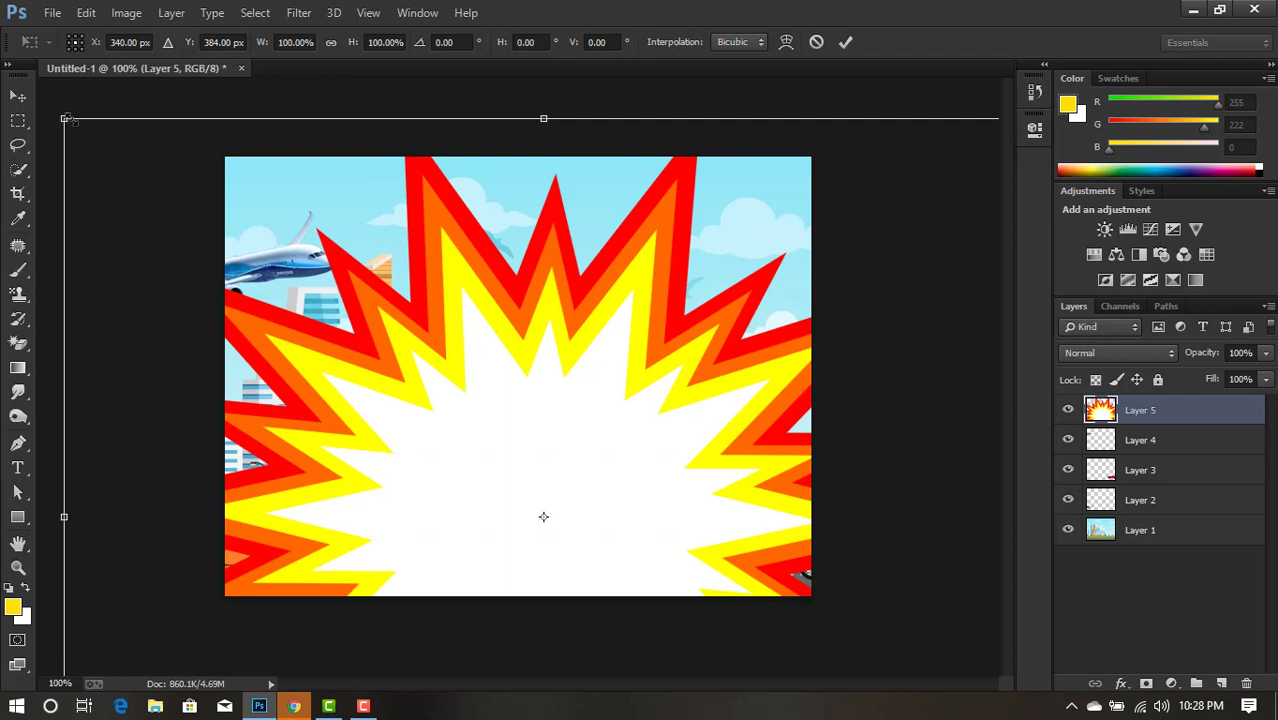 Ps File Edit Image Layer Type Select Filter 3D View Window Help
X: 340.00 px Y: 384.00 px W: 100.00% H: 100.00% 0.00 ° H: 0.00 ° V: 0.00 ° Interpolation: Bicubic Essentials
Untitled-1 @ 100% (Layer 5, RGB/8) * ×
Color Swatches
R 255
G 222
B 0
Adjustments Styles
Add an adjustment
Layers Channels Paths
Kind
Normal Opacity: 100%
Lock: Fill: 100%
Layer 5
Layer 4
Layer 3
Layer 2
Layer 1
100% Doc: 860.1K/4.69M
10:28 PM